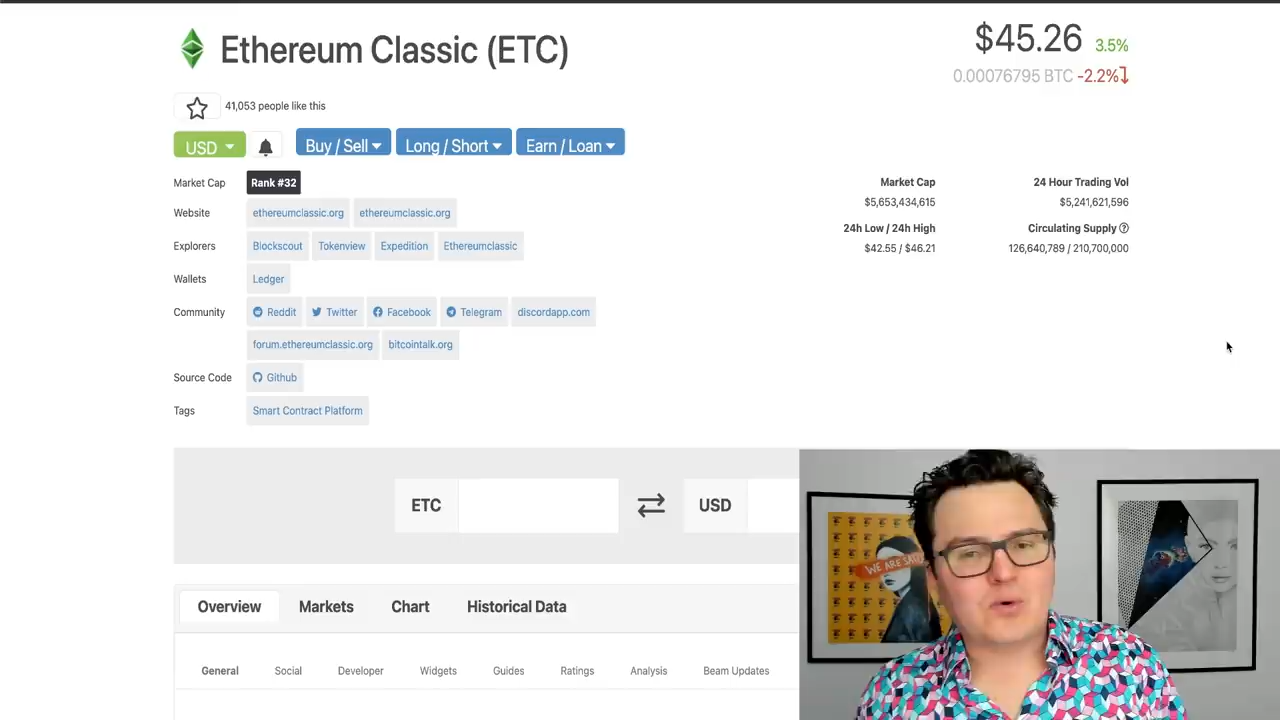 Ethereum Classic (ETC)
$45.26 3.5%
0.00076795 BTC -2.2%
41,053 people like this
USD Buy / Sell Long / Short Earn / Loan
Market Cap Rank #32
Market Cap 24 Hour Trading Vol
$5,653,434,615 $5,241,621,596
Website ethereumclassic.org ethereumclassic.org
24h Low / 24h High Circulating Supply
$42.55 / $46.21 126,640,789 / 210,700,000
Explorers Blockscout Tokenview Expedition Ethereumclassic
Wallets Ledger
Community Reddit Twitter Facebook Telegram discordapp.com
forum.ethereumclassic.org bitcointalk.org
Source Code Github
Tags Smart Contract Platform
ETC USD
WE ARE
Overview Markets Chart Historical Data
General Social Developer Widgets Guides Ratings Analysis Beam Updates